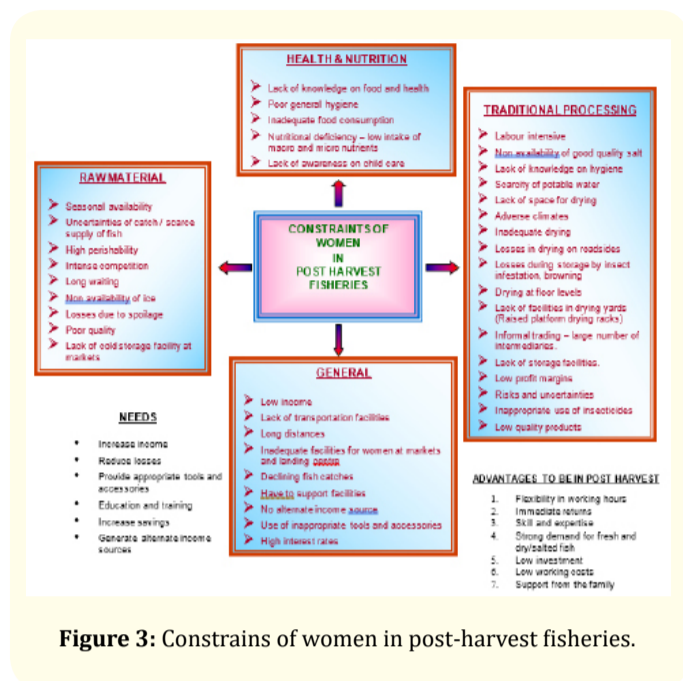 HEALTH & NUTRITION
Lack of knowledge on food and health
Poor general hygiene
Inadequate food consumption
Nutritional deficiency – low intake of
macro and micro nutrients
Lack of awareness on child care
RAW MATERIAL
Seasonal availability
Uncertainties of catch / scarce
supply of fish
High perishability
Intense competition
Long waiting
Non availability of ice
Losses due to spoilage
Poor quality
Lack of cold storage facility at
markets
CONSTRAINTS OF
WOMEN
IN
POST HARVEST
FISHERIES
TRADITIONAL PROCESSING
Labour intensive
Non availability of good quality salt
Lack of knowledge on hygiene
Scarcity of potable water
Lack of space for drying
Adverse climates
Inadequate drying
Losses in drying on roadsides
Losses during storage by insect
infestation, browning
Drying at floor levels
Lack of facilities in drying yards
(Raised platform drying racks)
Informal trading – large number of
intermediaries.
Lack of storage facilities.
Low profit margins
Risks and uncertainties
Inappropriate use of insecticides
Low quality products
GENERAL
Low income
Lack of transportation facilities
Long distances
Inadequate facilities for women at markets
and landing
Declining fish catches
Have to support facilities
No alternate income source
Use of inappropriate tools and accessories
High interest rates
NEEDS
• Increase income
• Reduce losses
• Provide appropriate tools and
accessories
• Education and training
• Increase savings
• Generate alternate income
sources
ADVANTAGES TO BE IN POST HARVEST
1. Flexibility in working hours
2. Immediate returns
3. Skill and expertise
4. Strong demand for fresh and
dry/salted fish
5. Low investment
6. Low working costs
7. Support from the family
Figure 3: Constrains of women in post-harvest fisheries.